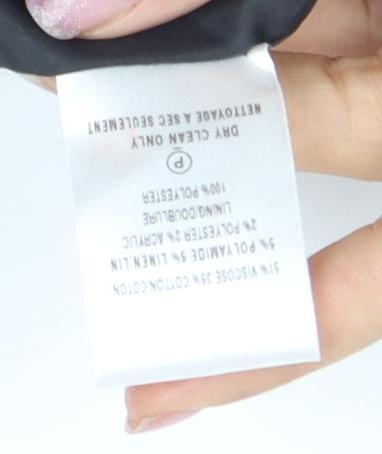 51% VISCOSE 35% COTTON COTON
5% POLYAMIDE 5% LINEN LIN
2% POLYESTER 2% ACRYLIC
LINING/DOUBLURE
100% POLYESTER
P
DRY CLEAN ONLY
NETTOYAGE A SEC SEULEMENT